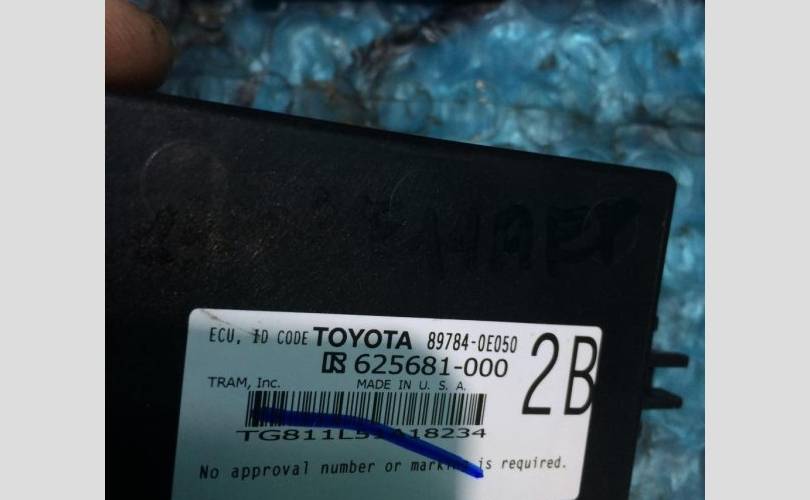 ECU, ID CODE TOYOTA 89784-0E050
625681-000
2B
TRAM, Inc. MADE IN U. S. A.
No approval number or marking is required.